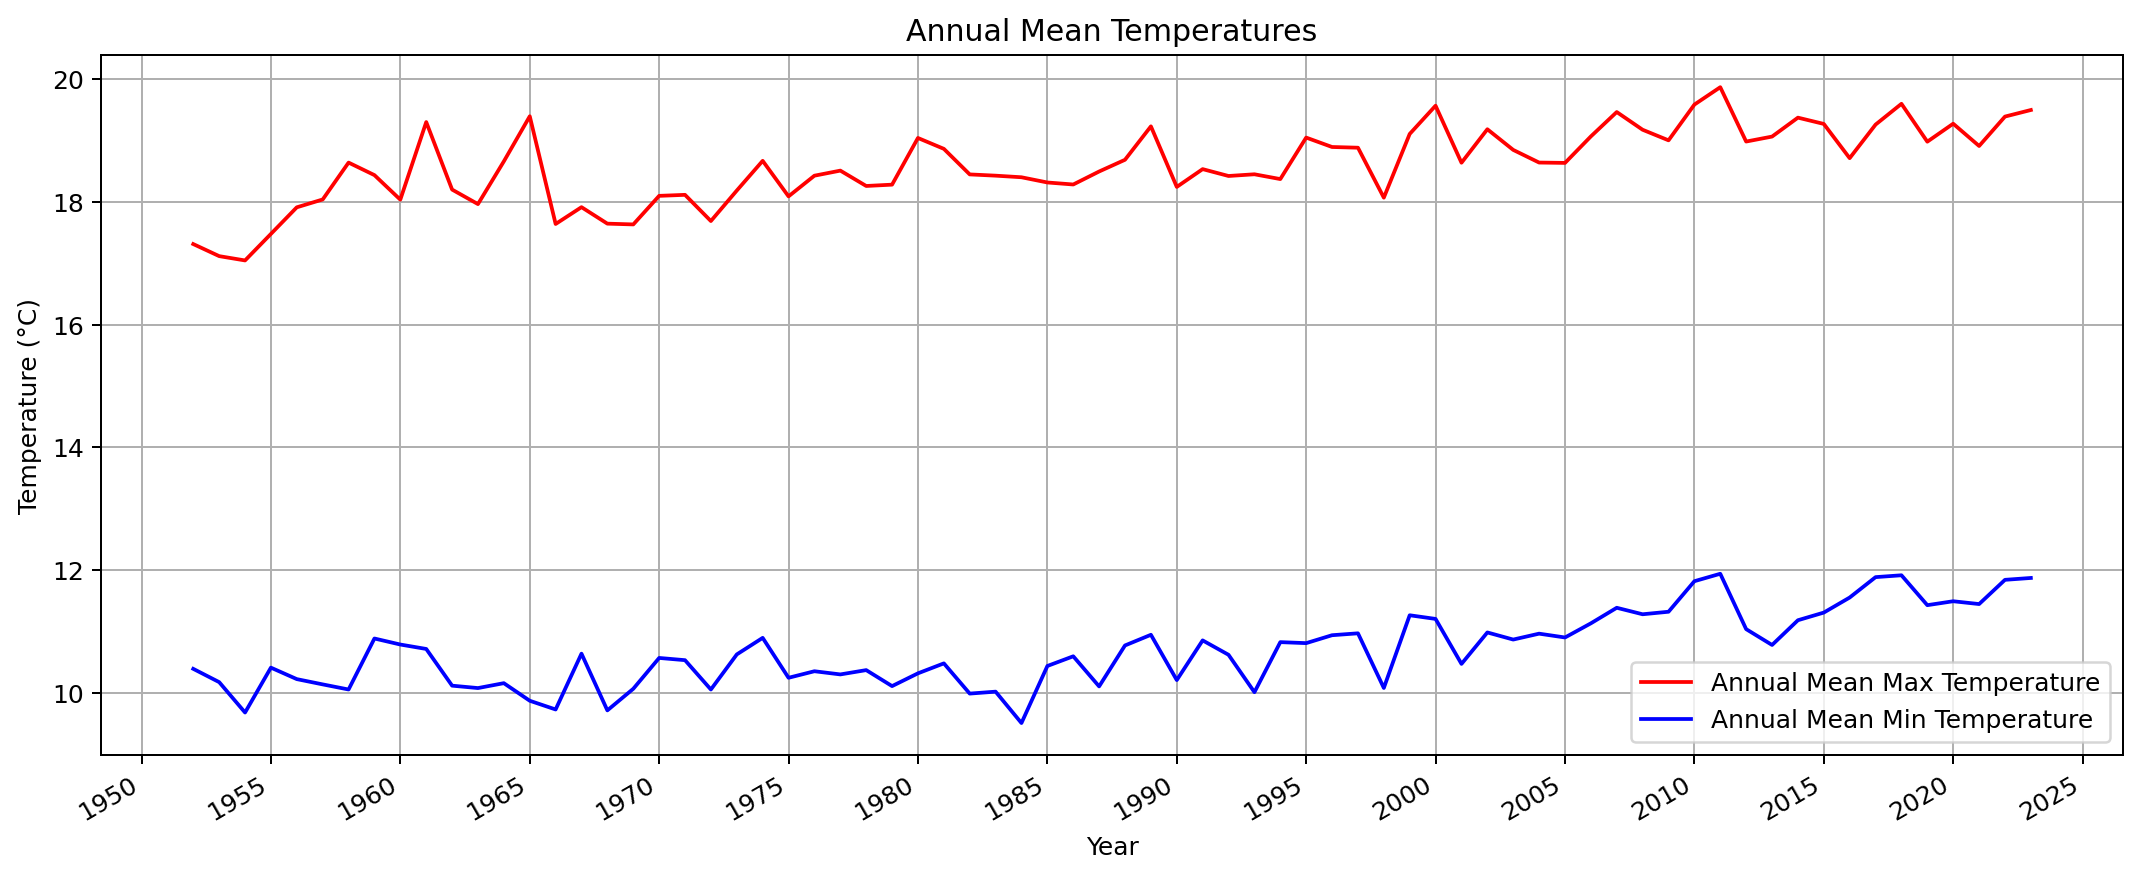 Annual Mean Temperatures
Temperature (°C)
20
18
16
14
12
10
Annual Mean Max Temperature
Annual Mean Min Temperature
1950 1955 1960 1965 1970 1975 1980 1985 1990 1995 2000 2005 2010 2015 2020 2025
Year